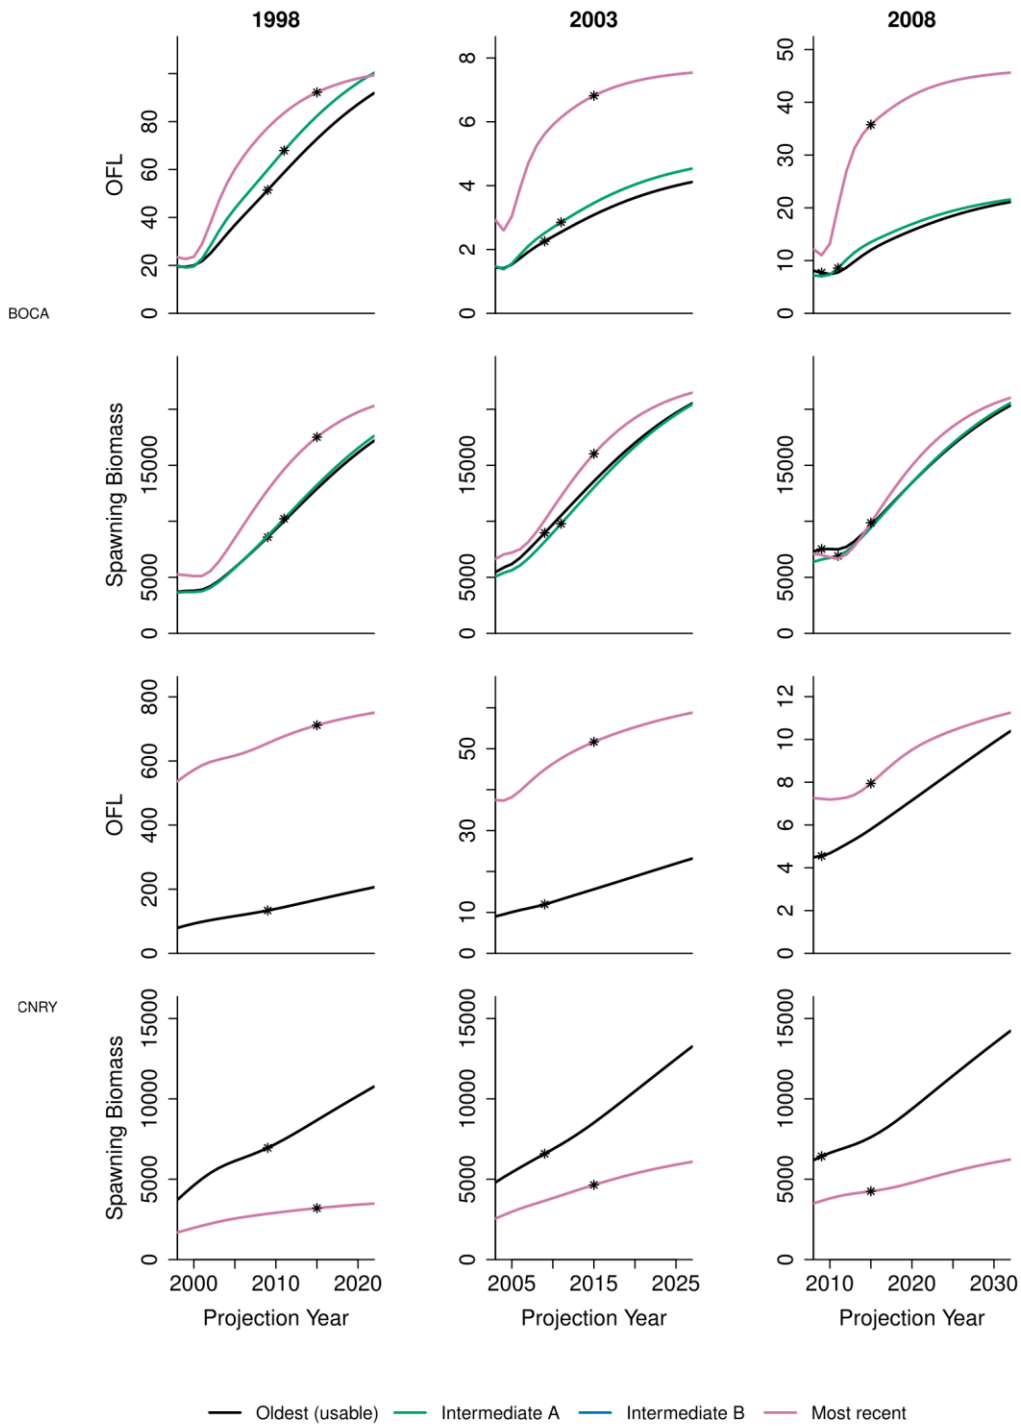 1998 2003 2008
OFL
0 20 40 60 80
0 2 4 6 8
0 10 20 30 40 50
BOCA
Spawning Biomass
0 5000 15000
0 5000 15000
0 5000 15000
OFL
0 200 400 600 800
0 10 30 50
0 2 4 6 8 10 12
CNRY
Spawning Biomass
0 5000 10000 15000
0 5000 10000 15000
0 5000 10000 15000
2000 2010 2020 2005 2015 2025 2010 2020 2030
Projection Year Projection Year Projection Year
Oldest (usable) Intermediate A Intermediate B Most recent